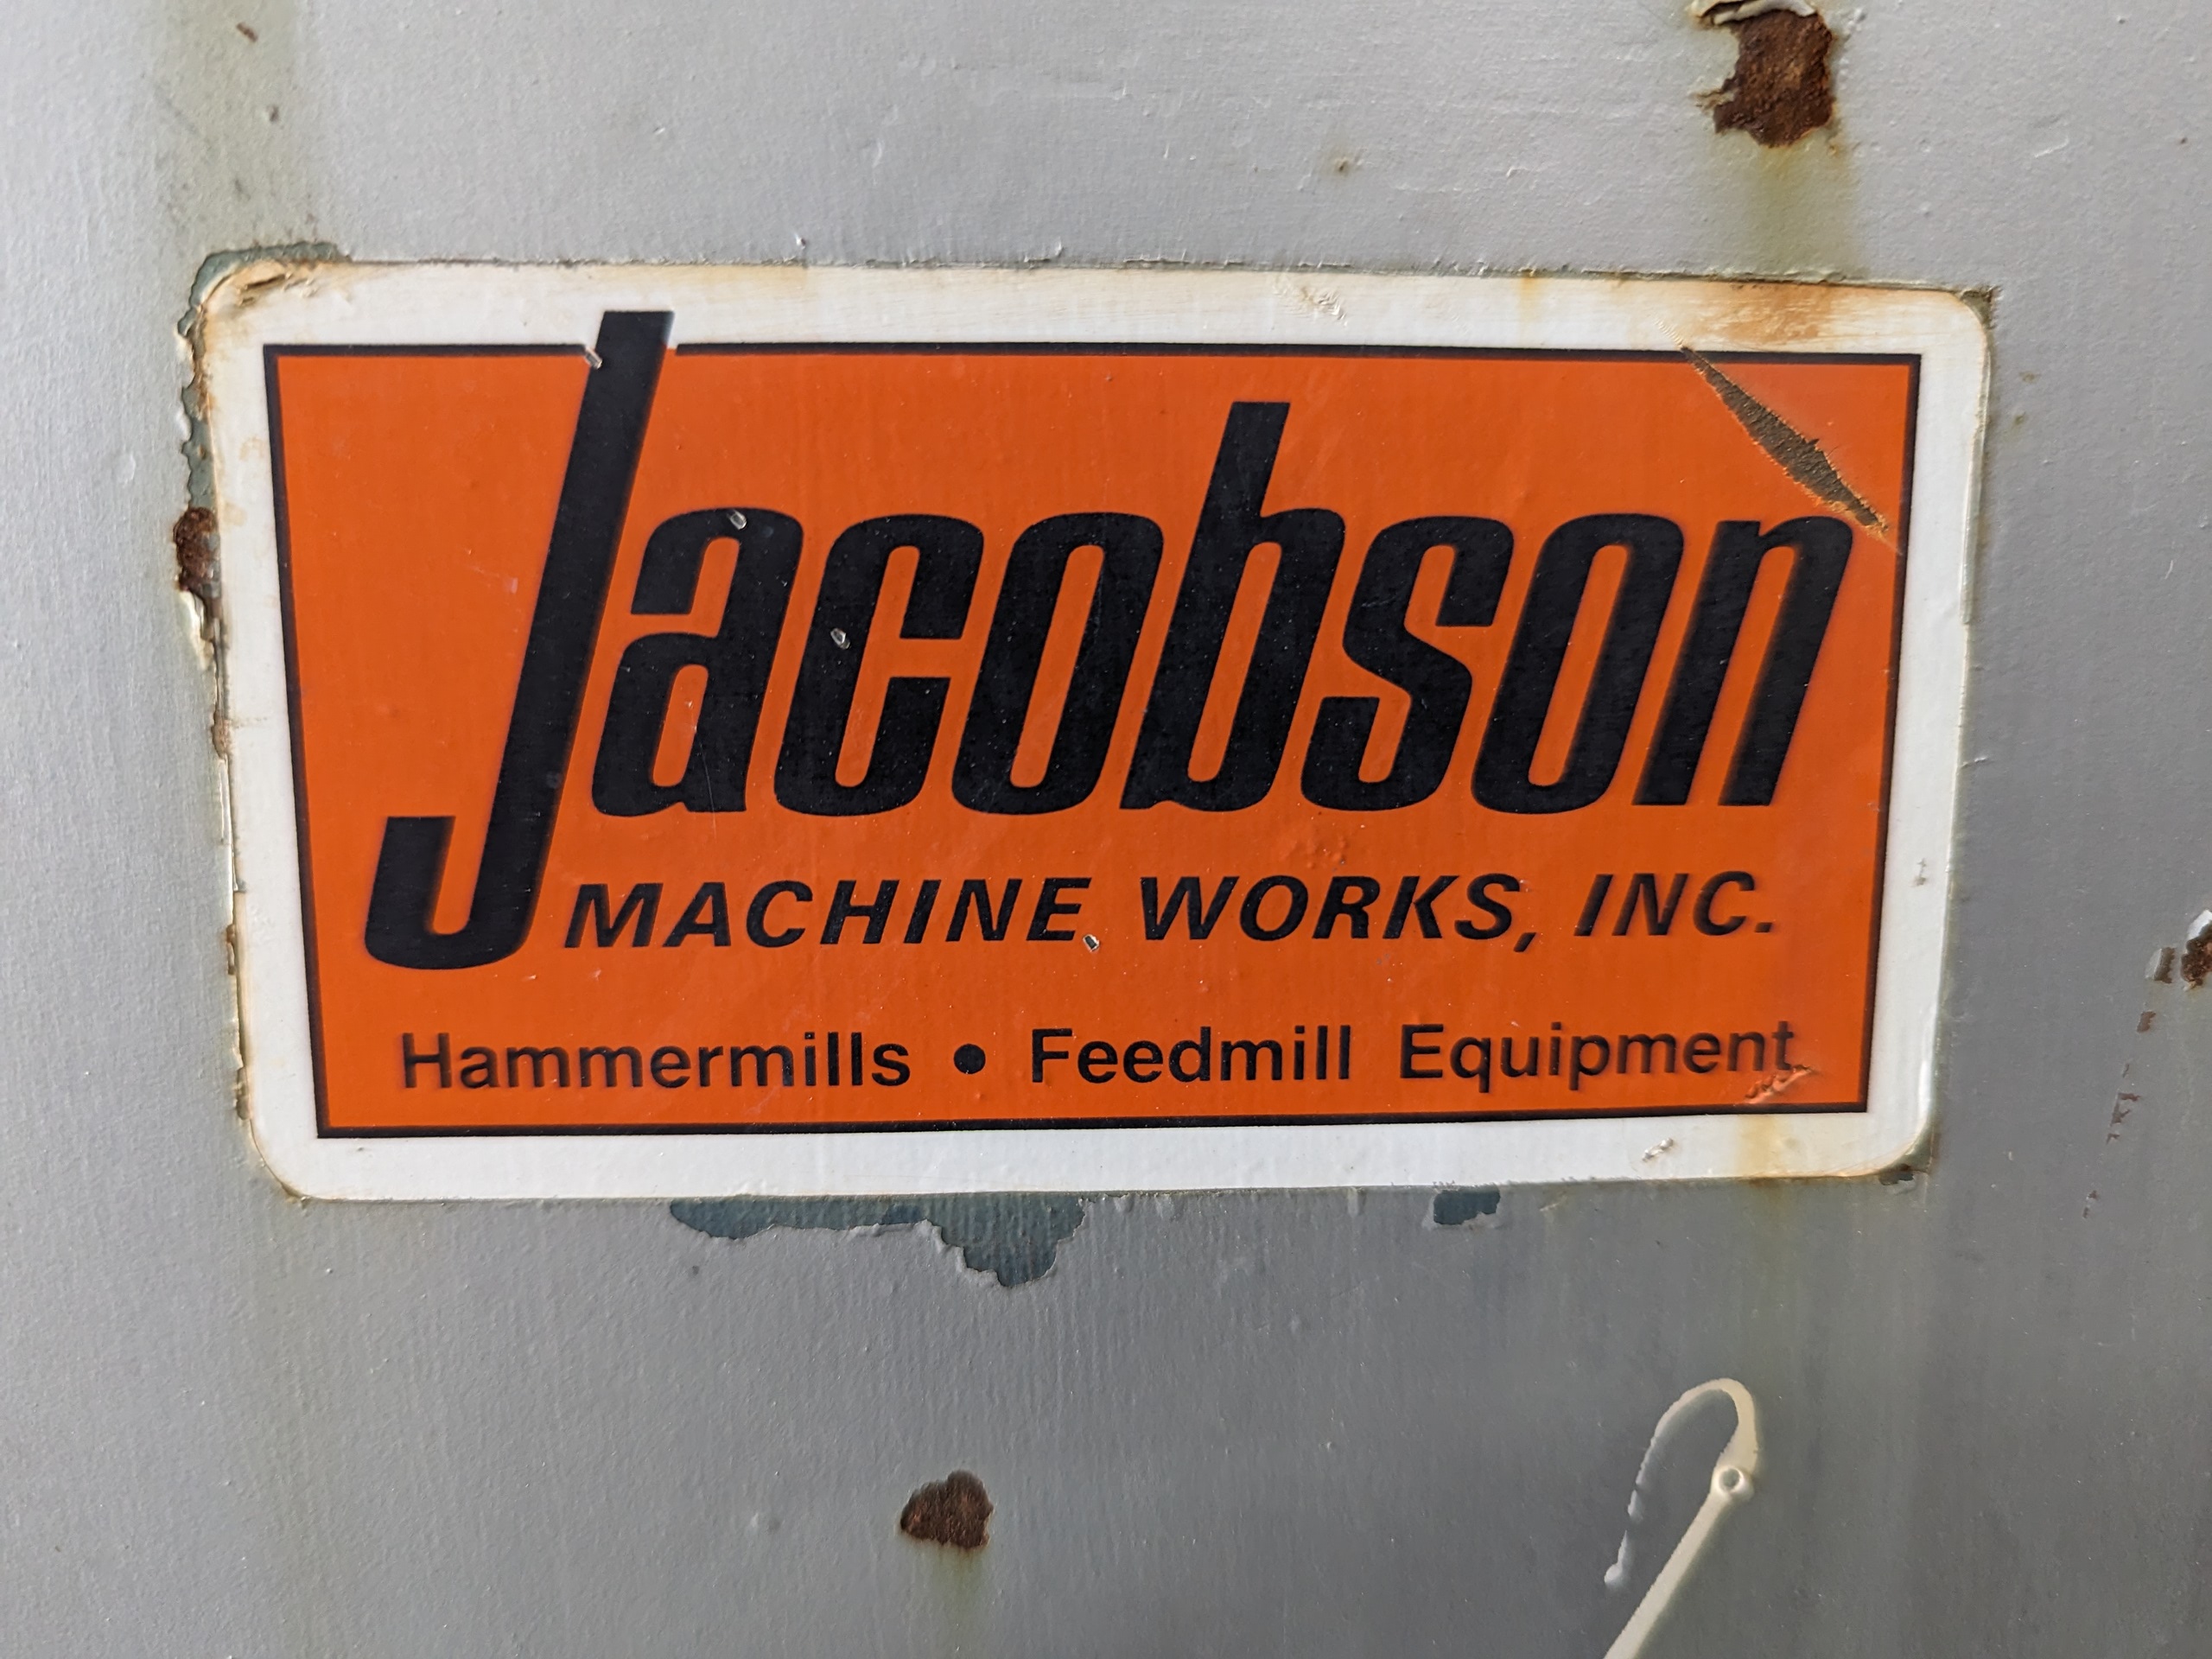 Jacobson
MACHINE WORKS, INC.
Hammermills • Feedmill Equipment